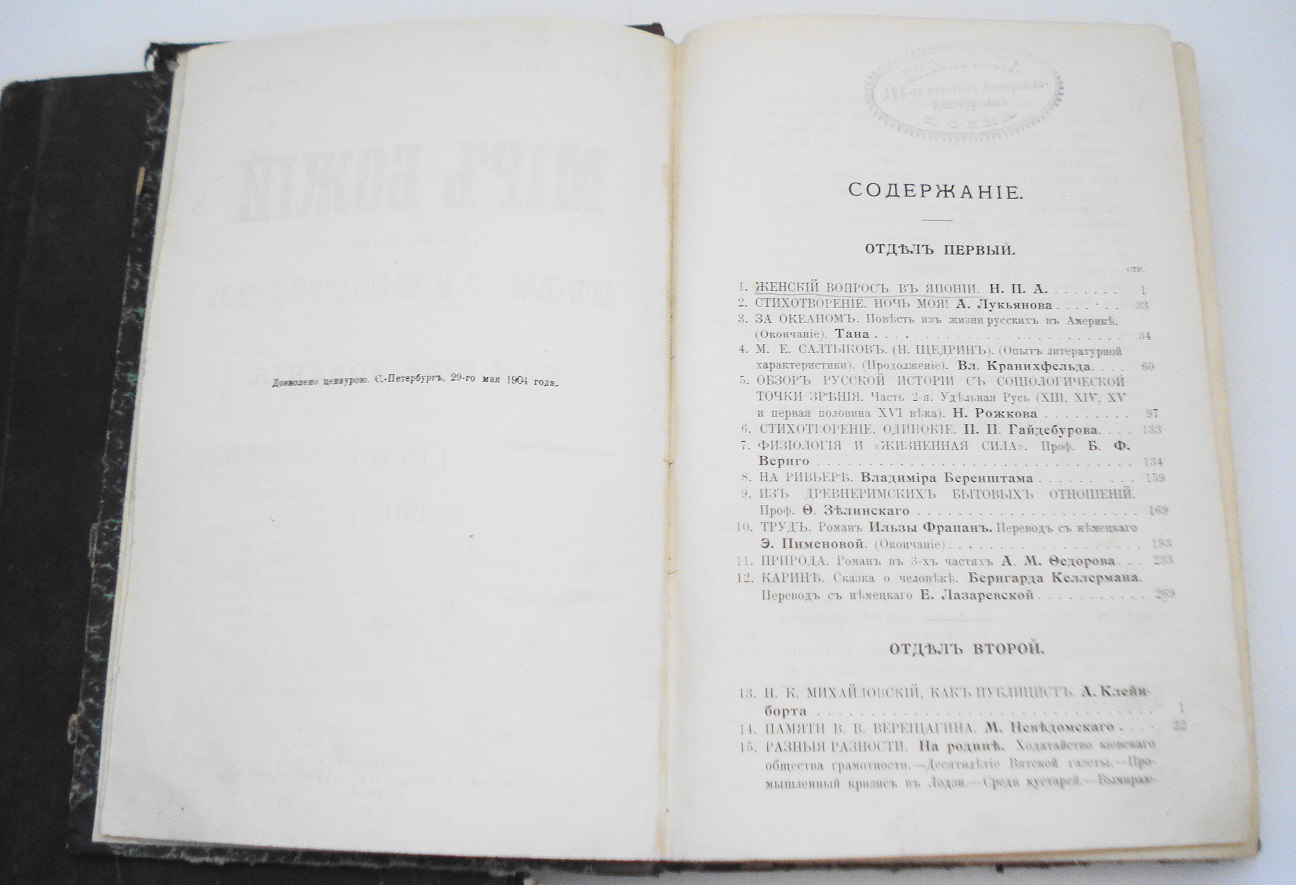 Дозволено цензурою. С.-Петербургъ, 29-го мая 1904 года.
СОДЕРЖАНІЕ.
ОТДѢЛЪ ПЕРВЫЙ.
СТР.
1. ЖЕНСКІЙ ВОПРОСЪ ВЪ ЯПОНІИ. Н. П. А. . . . . . . . 1
2. СТИХОТВОРЕНІЕ. НОЧЬ МОЯ! А. Лукьянова . . . . . . . 33
3. ЗА ОКЕАНОМЪ. Повѣсть изъ жизни русскихъ въ Америкѣ.
(Окончаніе). Тана . . . . . . . . 34
4. М. Е. САЛТЫКОВЪ. (Н. ЩЕДРИНЪ). (Опытъ литературной
характеристики). (Продолженіе). Вл. Кранихфельда. . . . 60
5. ОБЗОРЪ РУССКОЙ ИСТОРІИ СЪ СОЦІОЛОГИЧЕСКОЙ
ТОЧКИ ЗРѢНІЯ. Часть 2-я. Удѣльная Русь (XIII, XIV, XV
и первая половина XVI вѣка). Н. Рожкова . . . . . . . . 97
6. СТИХОТВОРЕНІЕ. ОДИНОКІЕ. П. П. Гайдебурова. . . . 133
7. ФИЗІОЛОГІЯ И «ЖИЗНЕННАЯ СИЛА». Проф. Б. Ф.
Вериго . . . . . . . . 134
8. НА РИВЬЕРѢ. Владиміра Беренштама . . . . . . . . 159
9. ИЗЪ ДРЕВНЕРИМСКИХЪ БЫТОВЫХЪ ОТНОШЕНІЙ.
Проф. Ѳ. Зѣлинскаго . . . . . . . . 169
10. ТРУДЪ. Романъ Ильзы Фрапанъ. Переводъ съ нѣмецкаго
Э. Пименовой. (Окончаніе) . . . . . . . . 193
11. ПРИРОДА. Романъ въ 3-хъ частяхъ А. М. Ѳедорова. . . 233
12. КАРИНЪ. Сказка о человѣкѣ. Бернгарда Келлермана.
Переводъ съ нѣмецкаго Е. Лазаревской . . . . . . . . 269
ОТДѢЛЪ ВТОРОЙ.
13. Н. К. МИХАЙЛОВСКІЙ, КАКЪ ПУБЛИЦИСТЪ. А. Клейн-
борта . . . . . . . . 1
14. ПАМЯТИ В. В. ВЕРЕЩАГИНА. М. Невѣдомскаго . . . . 22
15. РАЗНЫЯ РАЗНОСТИ. На родинѣ. Ходатайство кіевскаго
общества грамотности.—Десятилѣтіе Вятской газеты.—Про-
мышленный кризисъ въ Лодзи.—Среди кустарей.—Вымираю-